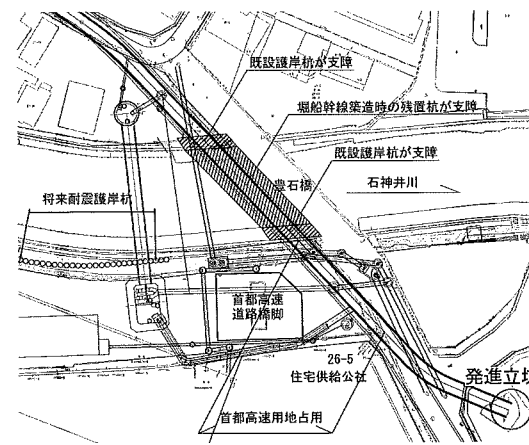 既設護岸杭が支障
堀船幹線築造時の残置杭が支障
既設護岸杭が支障
豊石橋
石神井川
将来耐震護岸杭
首都高速
道路橋脚
26-5
住宅供給公社
発進立坑
首都高速用地占用